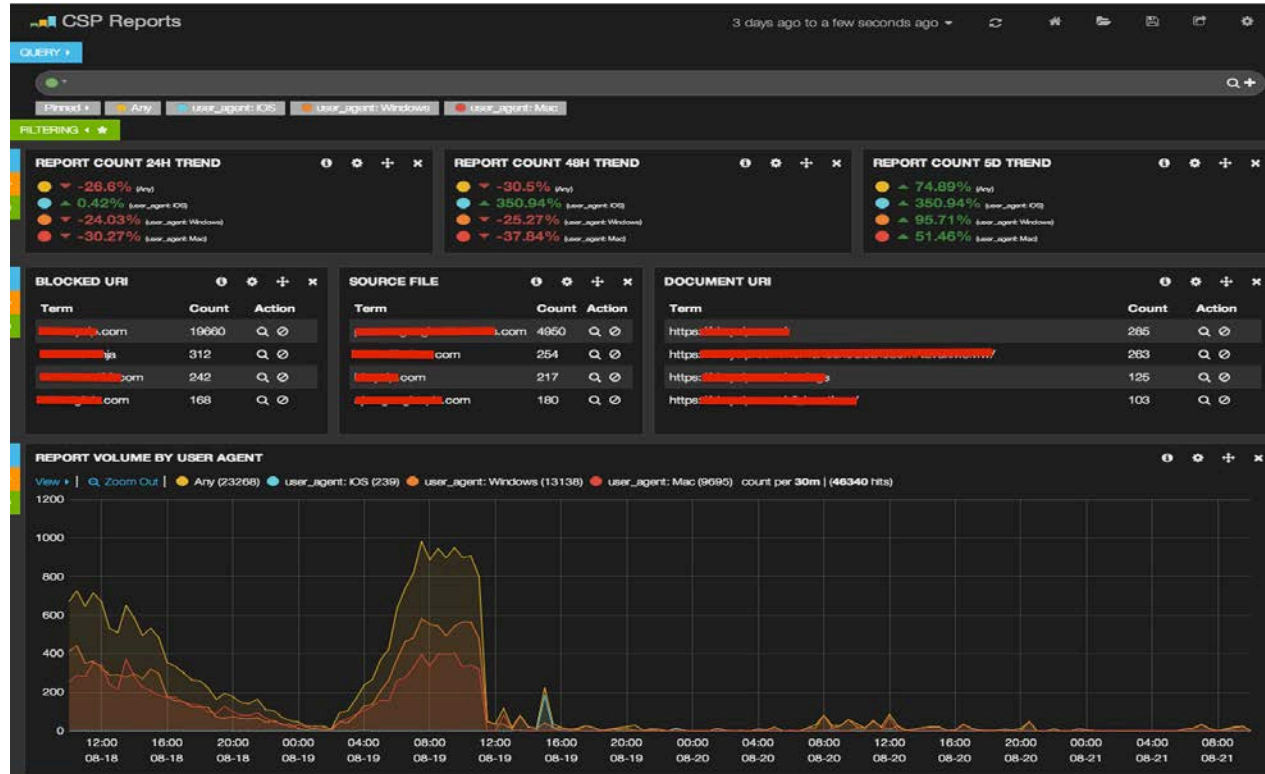 CSP Reports
3 days ago to a few seconds ago
QUERY
*
Pinned Any user_agent: IOS user_agent: Windows user_agent: Mac
FILTERING
REPORT COUNT 24H TREND
-26.6% (Any)
0.42% (user_agent: IOS)
-24.03% (user_agent: Windows)
-30.27% (user_agent: Mac)
REPORT COUNT 48H TREND
-30.5% (Any)
350.94% (user_agent: IOS)
-25.27% (user_agent: Windows)
-37.84% (user_agent: Mac)
REPORT COUNT 5D TREND
74.89% (Any)
350.94% (user_agent: IOS)
95.71% (user_agent: Windows)
51.46% (user_agent: Mac)
BLOCKED URI
Term Count Action
.com 19660
312
.com 242
.com 168
SOURCE FILE
Term Count Action
.com 4950
com 254
.com 217
.com 180
DOCUMENT URI
Term Count Action
https: 285
https: / 263
https: 125
https: 103
REPORT VOLUME BY USER AGENT
View | Zoom Out | Any (23268) user_agent: IOS (239) user_agent: Windows (13138) user_agent: Mac (9695) count per 30m | (46340 hits)
1200
1000
800
600
400
200
0
12:00 16:00 20:00 00:00 04:00 08:00 12:00 16:00 20:00 00:00 04:00 08:00 12:00 16:00 20:00 00:00 04:00 08:00
08-18 08-18 08-18 08-19 08-19 08-19 08-19 08-19 08-19 08-20 08-20 08-20 08-20 08-20 08-20 08-21 08-21 08-21